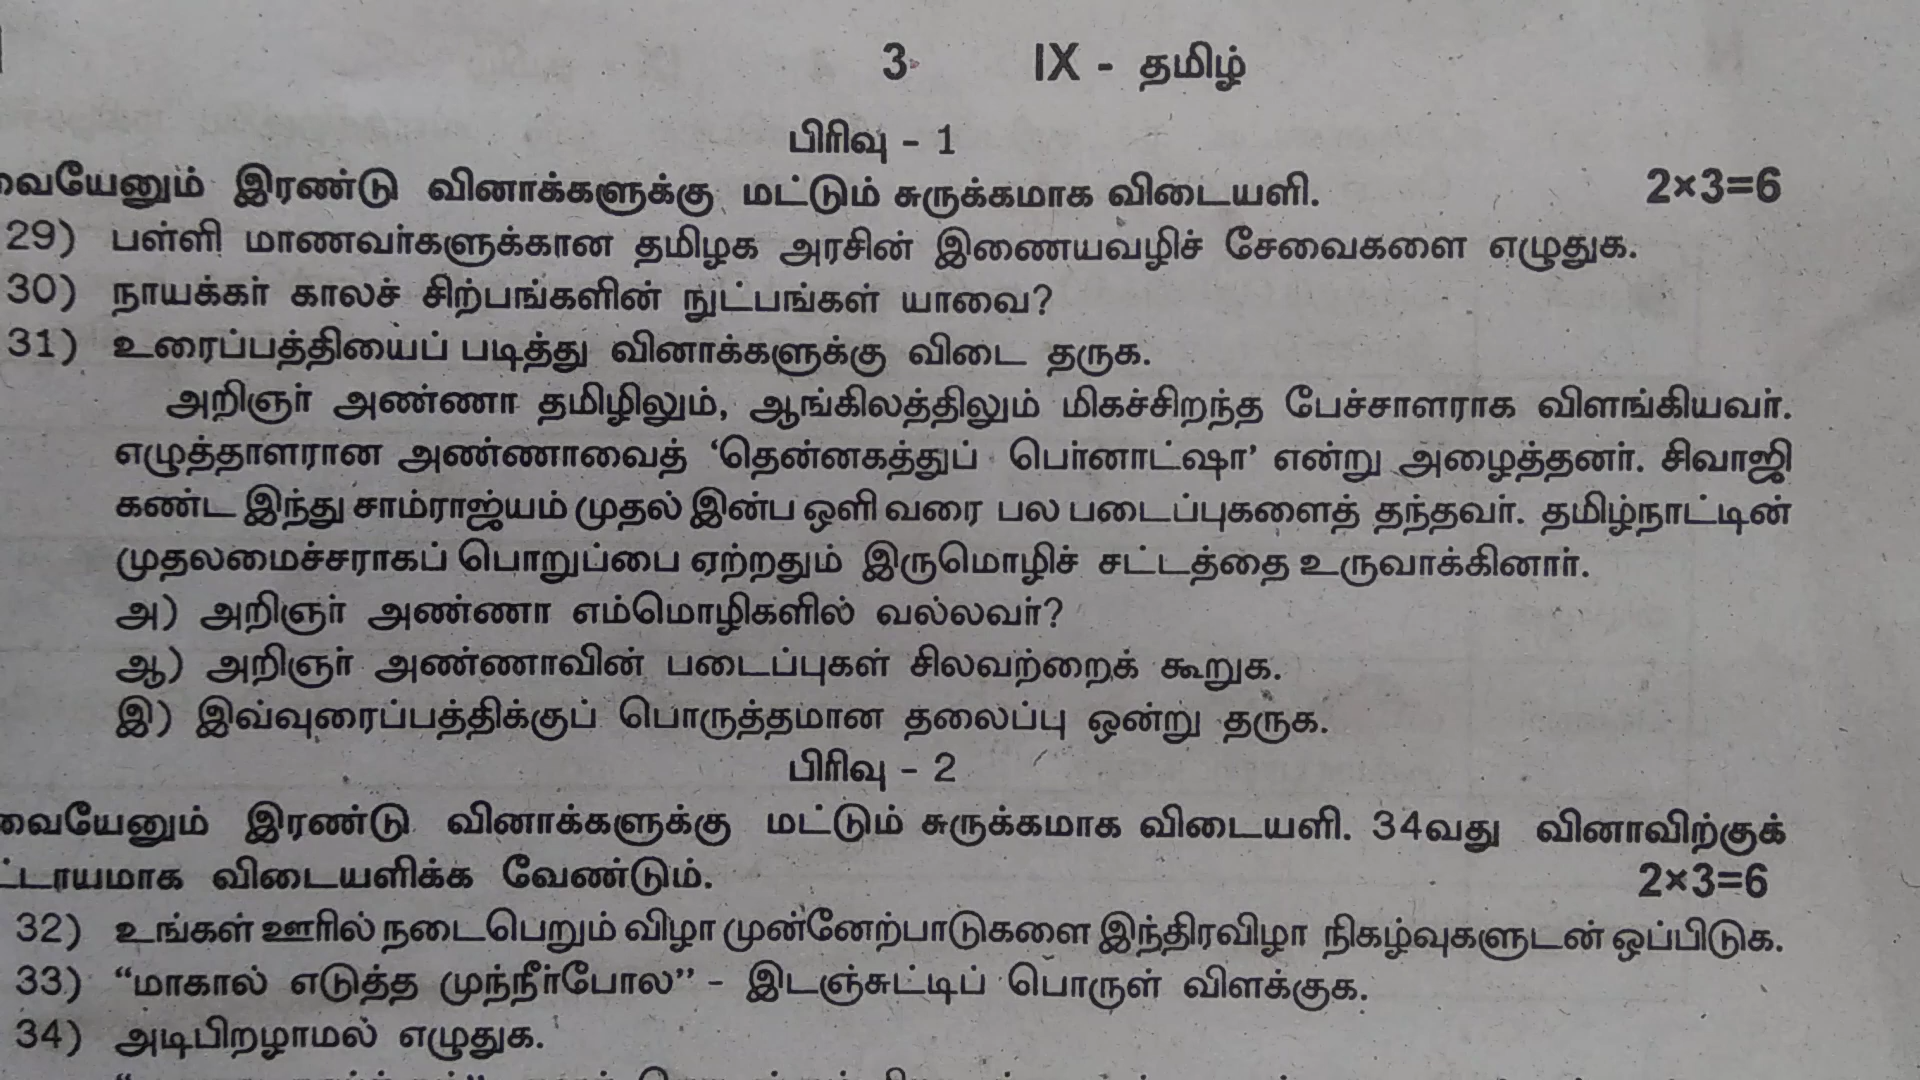 3 IX - தமிழ்
பிரிவு - 1
வையேனும் இரண்டு வினாக்களுக்கு மட்டும் சுருக்கமாக விடையளி. 2×3=6
29) பள்ளி மாணவர்களுக்கான தமிழக அரசின் இணையவழிச் சேவைகளை எழுதுக.
30) நாயக்கர் காலச் சிற்பங்களின் நுட்பங்கள் யாவை?
31) உரைப்பத்தியைப் படித்து வினாக்களுக்கு விடை தருக.
அறிஞர் அண்ணா தமிழிலும், ஆங்கிலத்திலும் மிகச்சிறந்த பேச்சாளராக விளங்கியவர்.
எழுத்தாளரான அண்ணாவைத் ‘தென்னகத்துப் பெர்னாட்ஷா’ என்று அழைத்தனர். சிவாஜி
கண்ட இந்து சாம்ராஜ்யம் முதல் இன்ப ஒளி வரை பல படைப்புகளைத் தந்தவர். தமிழ்நாட்டின்
முதலமைச்சராகப் பொறுப்பை ஏற்றதும் இருமொழிச் சட்டத்தை உருவாக்கினார்.
அ) அறிஞர் அண்ணா எம்மொழிகளில் வல்லவர்?
ஆ) அறிஞர் அண்ணாவின் படைப்புகள் சிலவற்றைக் கூறுக.
இ) இவ்வுரைப்பத்திக்குப் பொருத்தமான தலைப்பு ஒன்று தருக.
பிரிவு - 2
வையேனும் இரண்டு வினாக்களுக்கு மட்டும் சுருக்கமாக விடையளி. 34வது வினாவிற்குக்
ட்டாயமாக விடையளிக்க வேண்டும். 2×3=6
32) உங்கள் ஊரில் நடைபெறும் விழா முன்னேற்பாடுகளை இந்திரவிழா நிகழ்வுகளுடன் ஒப்பிடுக.
33) “மாகால் எடுத்த முந்நீர்போல” - இடஞ்சுட்டிப் பொருள் விளக்குக.
34) அடிபிறழாமல் எழுதுக.